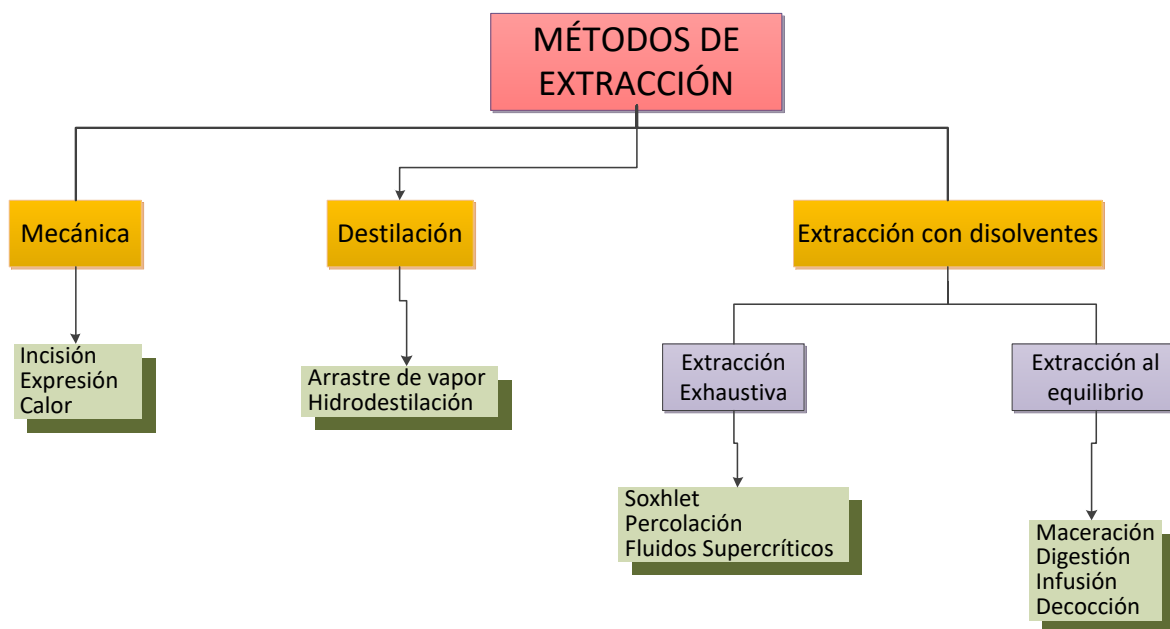 MÉTODOS DE
EXTRACCIÓN
Mecánica
Destilación
Extracción con disolventes
Incisión
Expresión
Calor
Arrastre de vapor
Hidrodestilación
Extracción
Exhaustiva
Extracción al
equilibrio
Soxhlet
Percolación
Fluidos Supercríticos
Maceración
Digestión
Infusión
Decocción